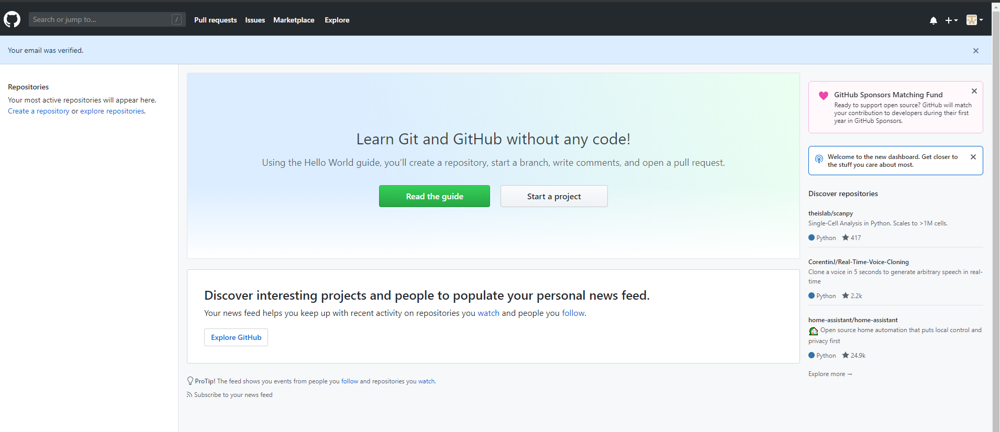 Search or jump to...
/
Pull requests
Issues
Marketplace
Explore
Your email was verified.
Repositories
Your most active repositories will appear here.
Create a repository or explore repositories.
Learn Git and GitHub without any code!
Using the Hello World guide, you’ll create a repository, start a branch, write comments, and open a pull request.
Read the guide
Start a project
Discover interesting projects and people to populate your personal news feed.
Your news feed helps you keep up with recent activity on repositories you watch and people you follow.
Explore GitHub
ProTip! The feed shows you events from people you follow and repositories you watch.
Subscribe to your news feed
GitHub Sponsors Matching Fund
Ready to support open source? GitHub will match
your contribution to developers during their first
year in GitHub Sponsors.
Welcome to the new dashboard. Get closer to
the stuff you care about most.
Discover repositories
theislab/scanpy
Single-Cell Analysis in Python. Scales to >1M cells.
Python 417
CorentinJ/Real-Time-Voice-Cloning
Clone a voice in 5 seconds to generate arbitrary speech in real-
time
Python 2.2k
home-assistant/home-assistant
Open source home automation that puts local control and
privacy first
Python 24.9k
Explore more →